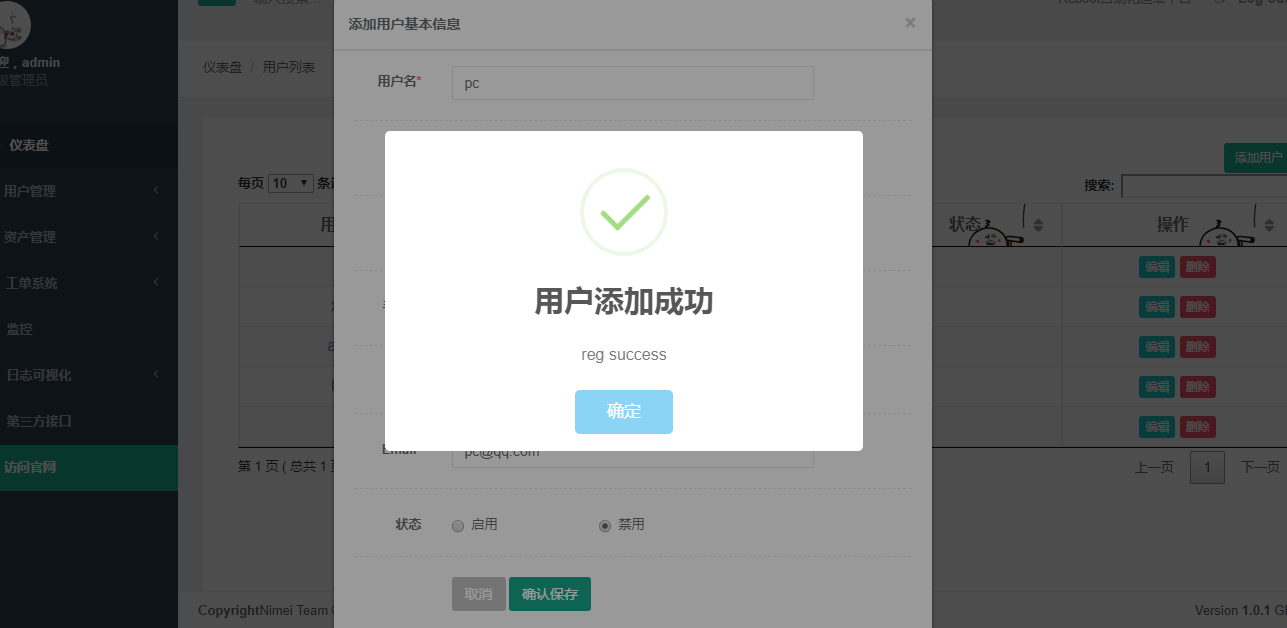 添加用户基本信息
×
, admin
级管理员
仪表盘 / 用户列表
用户名*
pc
仪表盘
用户管理
资产管理
工单系统
监控
日志可视化
第三方接口
访问官网
添加用户
每页 10 条
搜索:
用
状态
操作
编辑 删除
编辑 删除
编辑 删除
编辑 删除
编辑 删除
用户添加成功
reg success
确定
Email
pc@qq.com
第 1 页 ( 总共 1
上一页 1 下一页
状态
启用
禁用
取消 确认保存
CopyrightNimei Team
Version 1.0.1